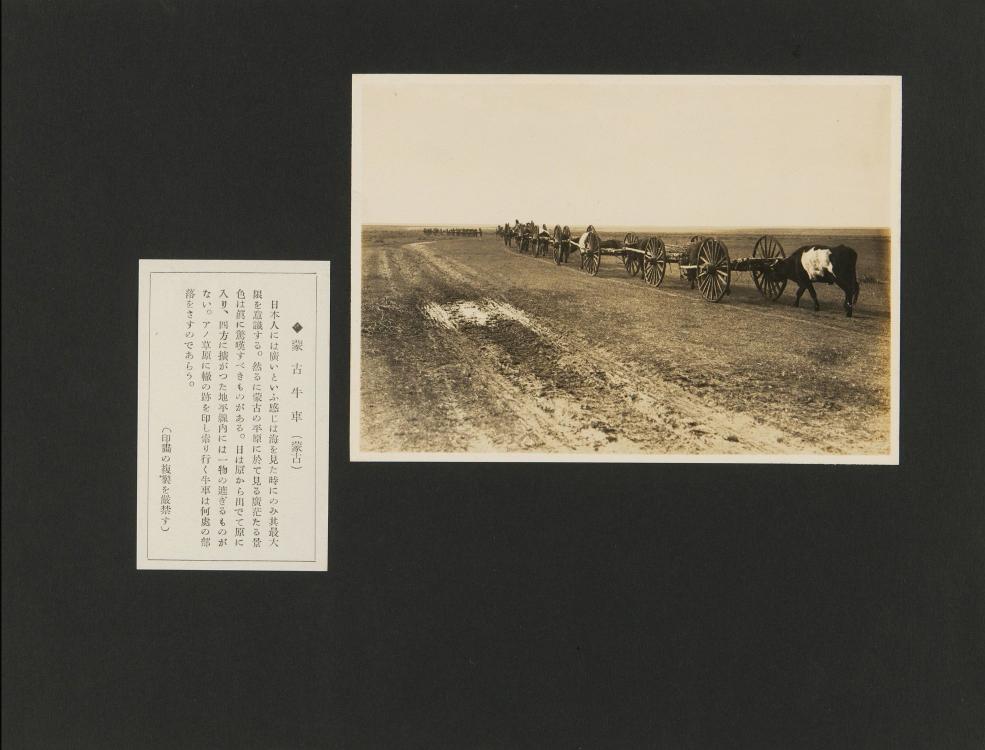 ◆蒙古牛車（蒙古）
日本人には廣いといふ感じは海を見た時にのみ其最大
限を意識する。然るに蒙古の平原に於て見る廣茫たる景
色は眞に驚嘆すべきものがある。日は原から出でて原に
入り、四方に擴がつた地平線內には一物の遮ぎるものが
ない。アノ草原に轍の跡を印し索り行く牛車は何處の部
落をさすのであらう。
（印畫の複製を嚴禁す）